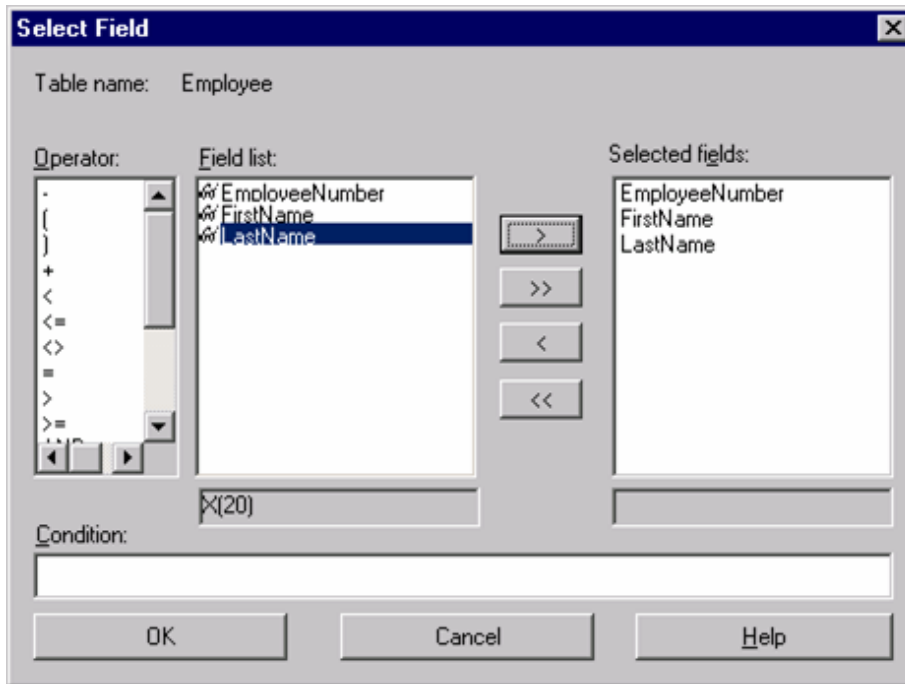 Select Field
Table name: Employee
Operator:
Field list:
Selected fields:
-
(
)
+
<
<=
<>
=
>
>=
AND
EmployeeNumber
FirstName
LastName
>
>>
<
<<
EmployeeNumber
FirstName
LastName
X(20)
Condition:
OK Cancel Help